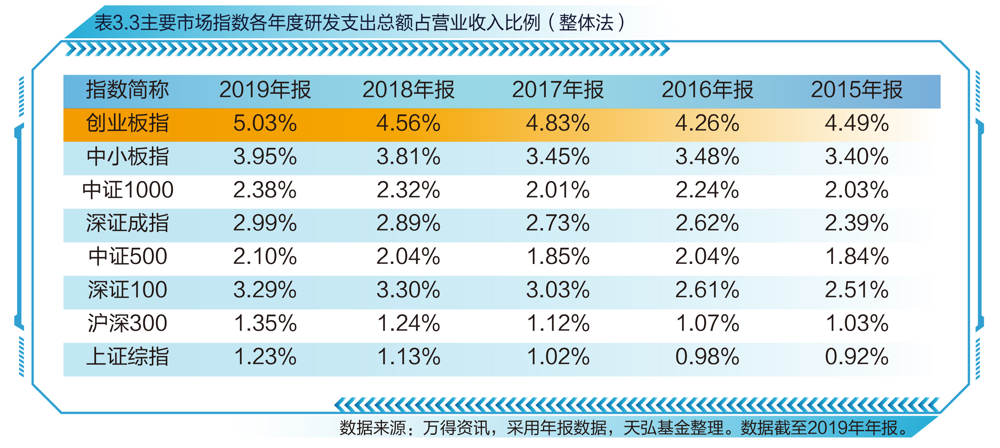 表3.3主要市场指数各年度研发支出总额占营业收入比例（整体法）
指数简称 2019年报 2018年报 2017年报 2016年报 2015年报
创业板指 5.03% 4.56% 4.83% 4.26% 4.49%
中小板指 3.95% 3.81% 3.45% 3.48% 3.40%
中证1000 2.38% 2.32% 2.01% 2.24% 2.03%
深证成指 2.99% 2.89% 2.73% 2.62% 2.39%
中证500 2.10% 2.04% 1.85% 2.04% 1.84%
深证100 3.29% 3.30% 3.03% 2.61% 2.51%
沪深300 1.35% 1.24% 1.12% 1.07% 1.03%
上证综指 1.23% 1.13% 1.02% 0.98% 0.92%
数据来源：万得资讯，采用年报数据，天弘基金整理。数据截至2019年年报。